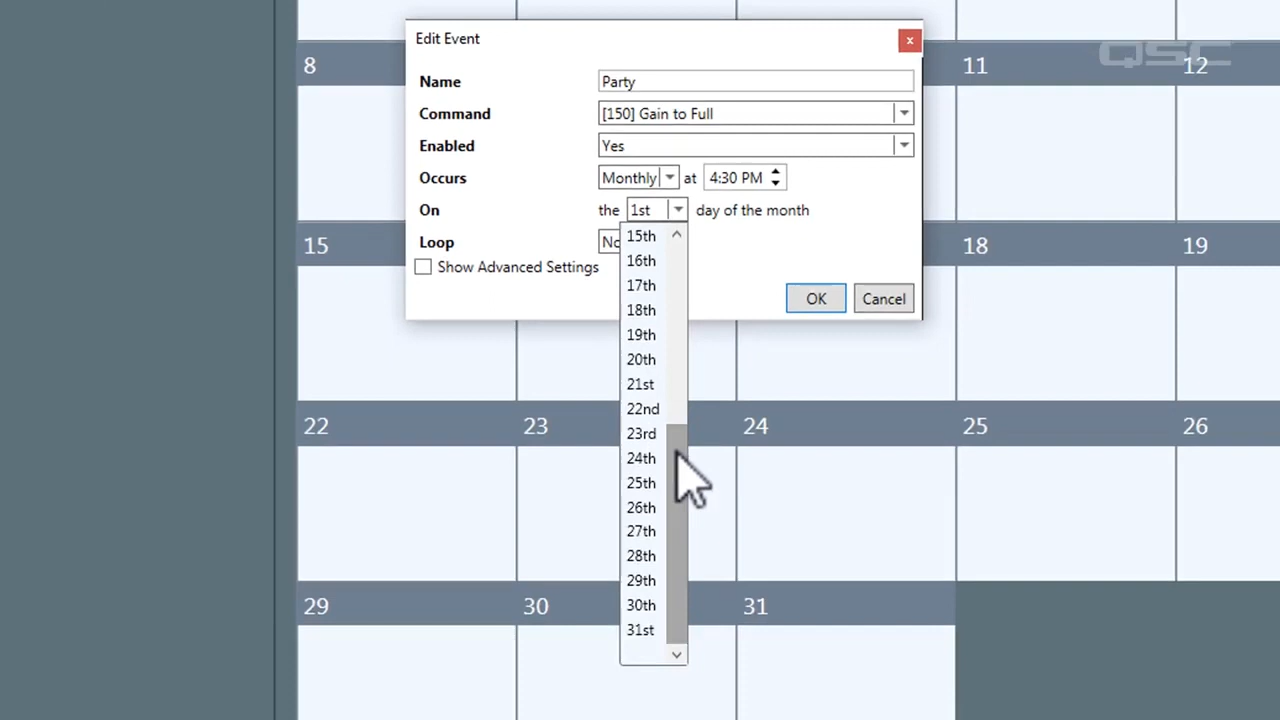 Edit Event
x
QSC
8
11
12
Name
Party
Command
[150] Gain to Full
Enabled
Yes
Occurs
Monthly at 4:30 PM
On
the 1st day of the month
15
18
19
Loop
No
Show Advanced Settings
OK
Cancel
15th
16th
17th
18th
19th
20th
21st
22nd
23rd
24th
25th
26th
27th
28th
29th
30th
31st
22
23
24
25
26
29
30
31